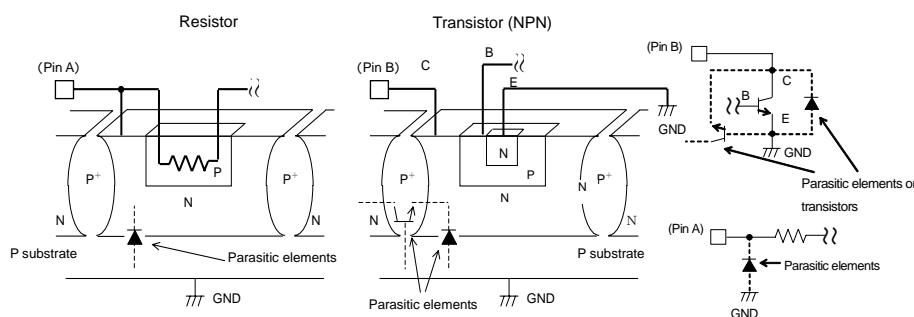 Resistor
(Pin A)
P+
P+
P
N
N
N
P substrate
Parasitic elements
GND
Transistor (NPN)
(Pin B)
C
B
E
GND
P+
P+
N
P
N
N
N
N
P substrate
Parasitic elements
GND
(Pin B)
C
B
E
GND
Parasitic elements or
transistors
(Pin A)
Parasitic elements
GND